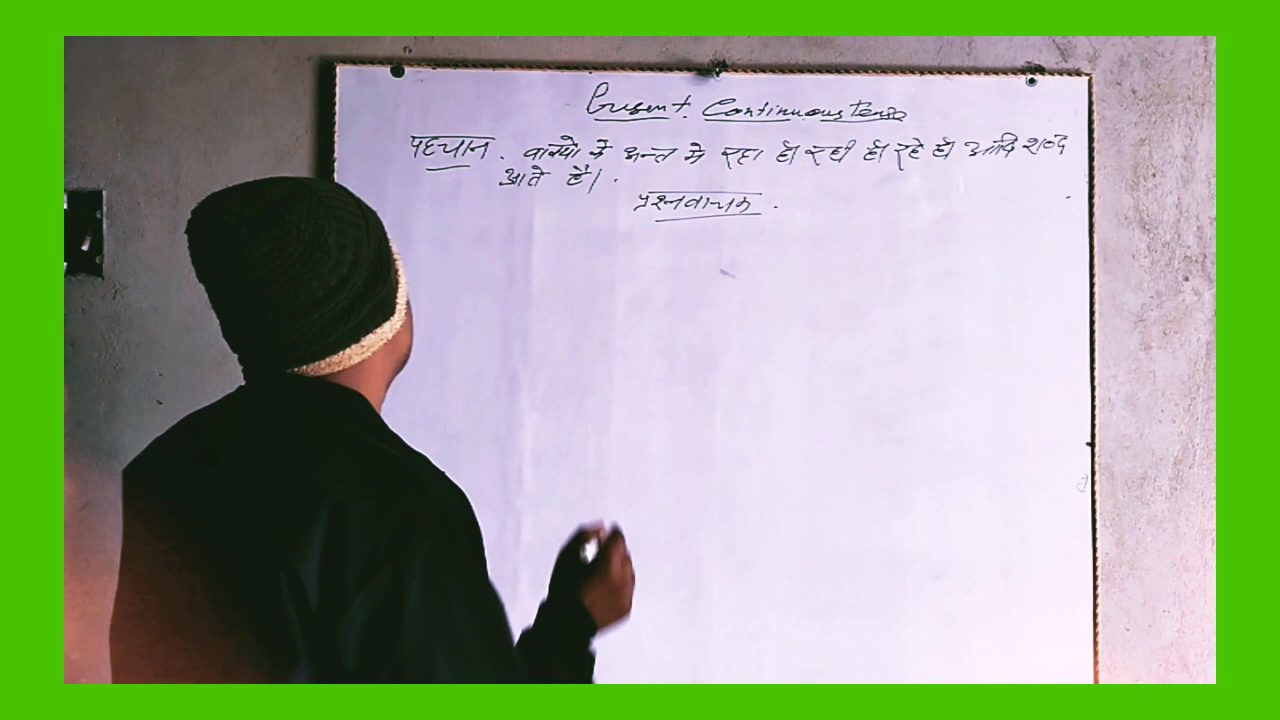 Present. Continuous Tense
पहचान. वाक्यो के अन्त मे रहा हो रही हो रहे हो आदि शब्द
आते हैं।.
प्रश्नवाचक.